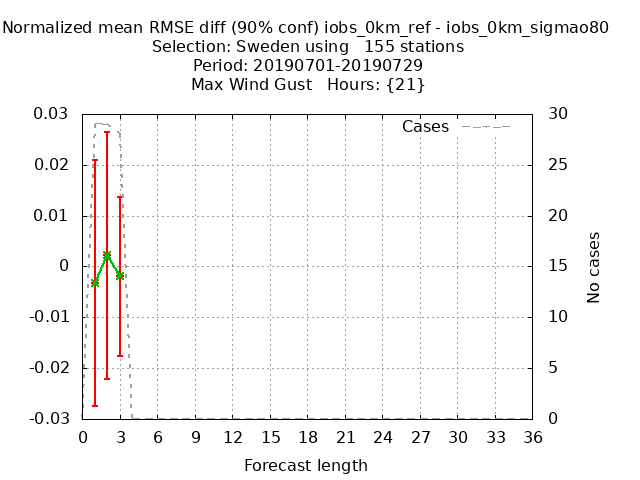 Normalized mean RMSE diff (90% conf) iobs_0km_ref - iobs_0km_sigmao80
Selection: Sweden using   155 stations
Period: 20190701-20190729
Max Wind Gust   Hours: {21}
Cases
0.03
0.02
0.01
0
-0.01
-0.02
-0.03
30
25
20
15
10
5
0
No cases
0 3 6 9 12 15 18 21 24 27 30 33 36
Forecast length